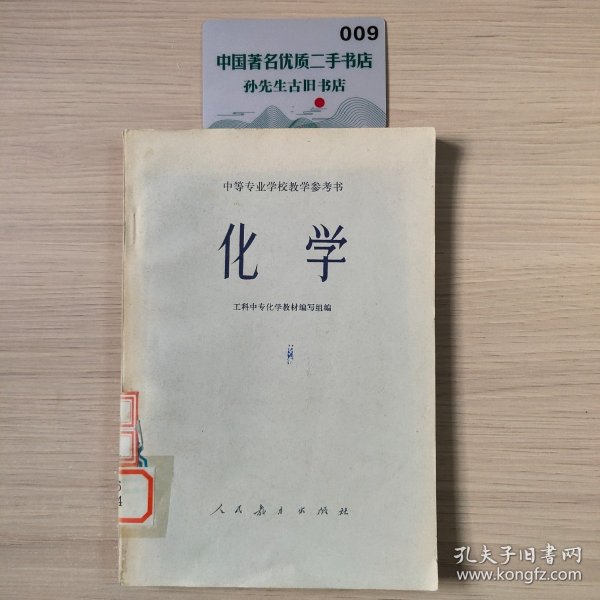 009
中国著名优质二手书店
孙先生古旧书店
中等专业学校教学参考书
化学
工科中专化学教材编写组编
人民教育出版社
4
孔夫子旧书网
www.kongfz.com